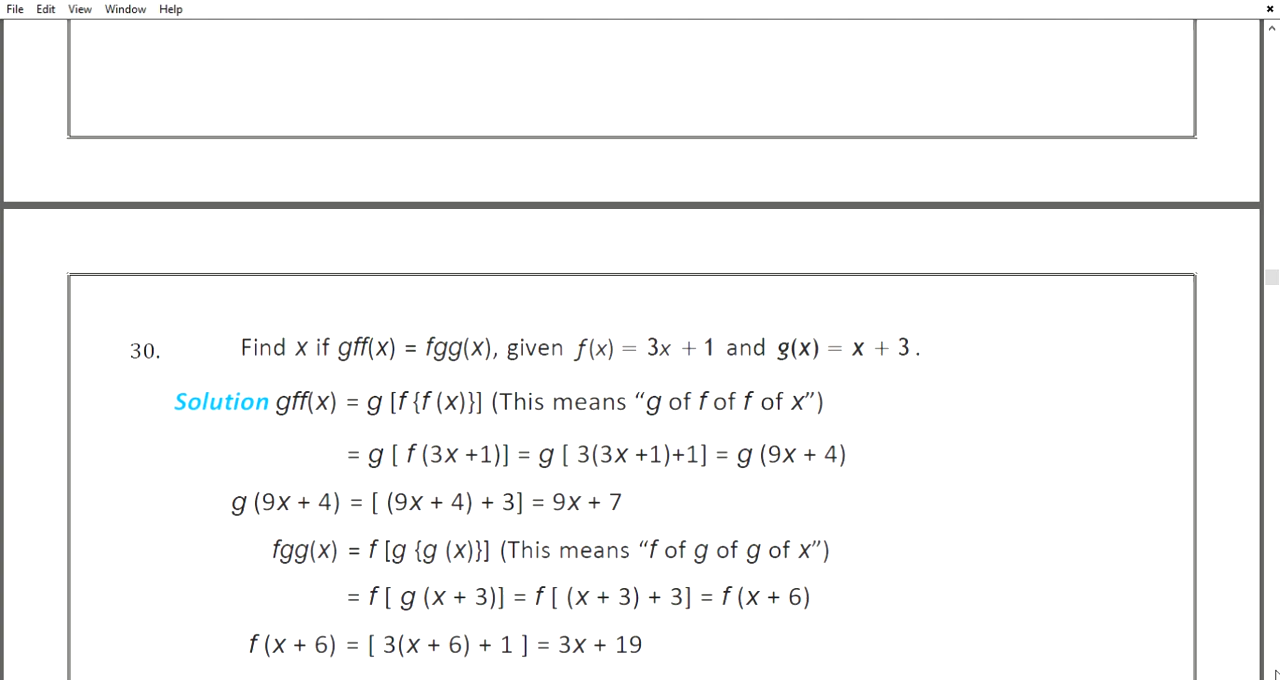 File Edit View Window Help
30. Find x if gff(x) = fgg(x), given f(x) = 3x + 1 and g(x) = x + 3.
Solution gff(x) = g [f {f (x)}] (This means “g of f of f of x”)
= g [ f (3x +1)] = g [ 3(3x +1)+1] = g (9x + 4)
g (9x + 4) = [ (9x + 4) + 3] = 9x + 7
fgg(x) = f [g {g (x)}] (This means “f of g of g of x”)
= f [ g (x + 3)] = f [ (x + 3) + 3] = f (x + 6)
f (x + 6) = [ 3(x + 6) + 1 ] = 3x + 19